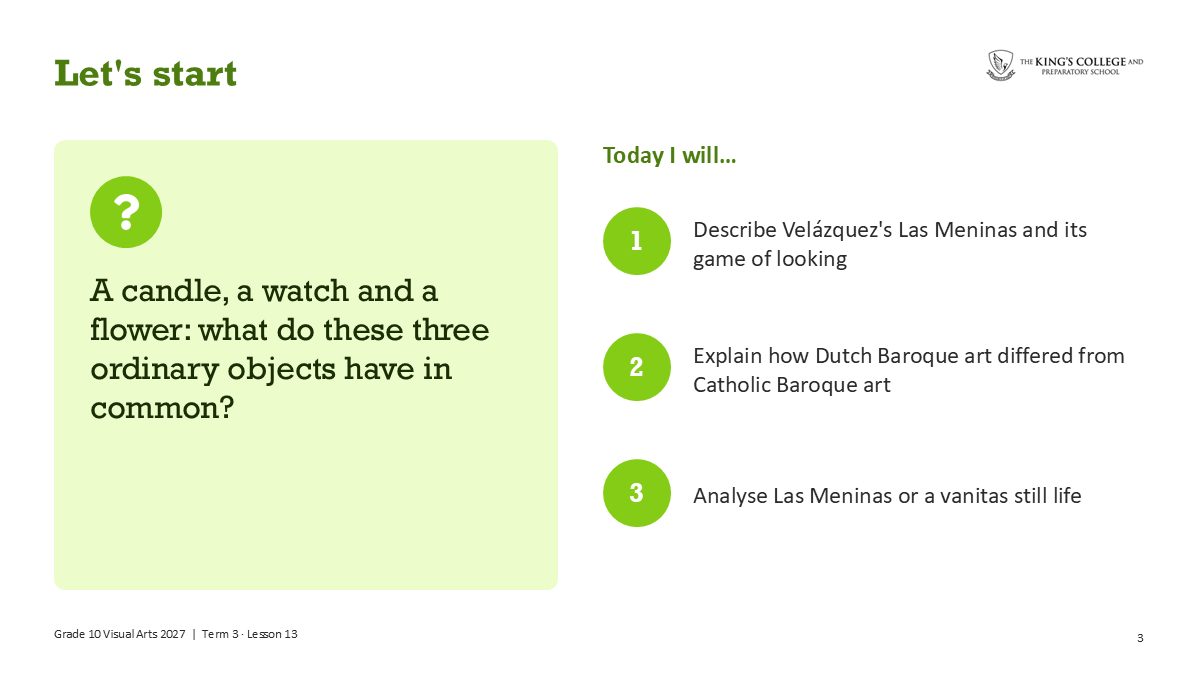 Let's start
THE KING'S COLLEGE AND
PREPARATORY SCHOOL
?
A candle, a watch and a
flower: what do these three
ordinary objects have in
common?
Today I will...
1
Describe Velázquez's Las Meninas and its
game of looking
2
Explain how Dutch Baroque art differed from
Catholic Baroque art
3
Analyse Las Meninas or a vanitas still life
Grade 10 Visual Arts 2027 | Term 3 · Lesson 13
3